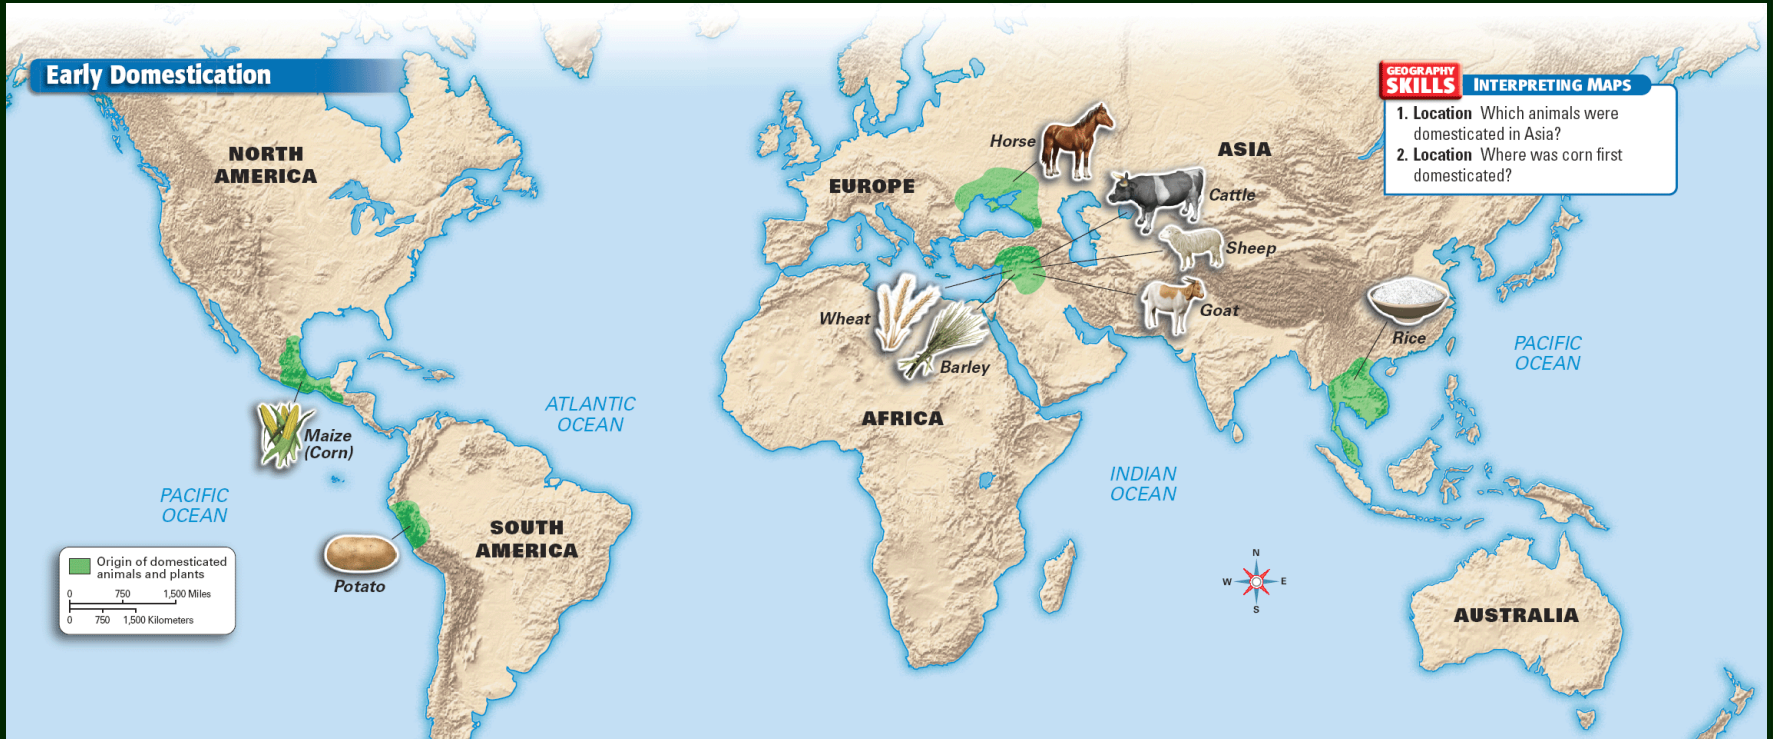 Early Domestication
GEOGRAPHY
SKILLS
INTERPRETING MAPS
1. Location Which animals were
domesticated in Asia?
2. Location Where was corn first
domesticated?
NORTH
AMERICA
EUROPE
ASIA
Horse
Cattle
Sheep
Goat
Wheat
Barley
Rice
PACIFIC
OCEAN
Maize
(Corn)
ATLANTIC
OCEAN
AFRICA
INDIAN
OCEAN
PACIFIC
OCEAN
SOUTH
AMERICA
Potato
Origin of domesticated
animals and plants
0 750 1,500 Miles
0 750 1,500 Kilometers
N
W E
S
AUSTRALIA